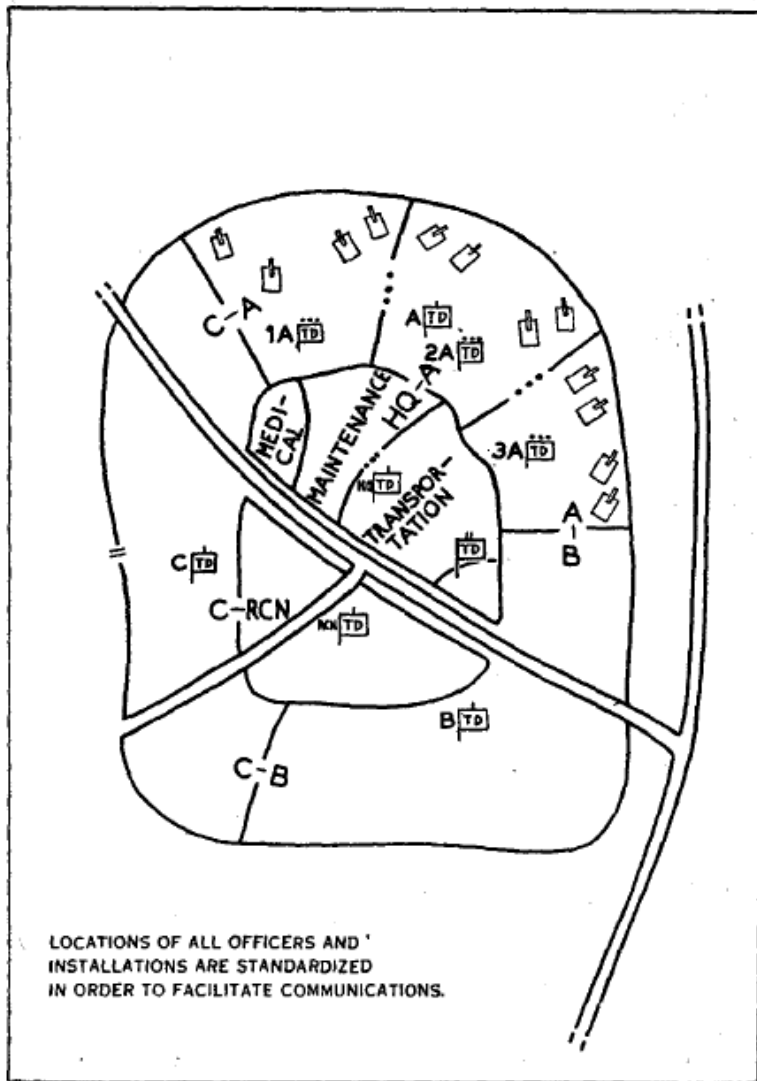 C-A
1A TD
A TD
2A TD
HQ-A
MEDI-
CAL
MAINTENANCE
3A TD
HQ TD
TRANSPOR-
TATION
TD
A-B
C TD
C-RCN
RCN TD
B TD
C-B
LOCATIONS OF ALL OFFICERS AND
INSTALLATIONS ARE STANDARDIZED
IN ORDER TO FACILITATE COMMUNICATIONS.